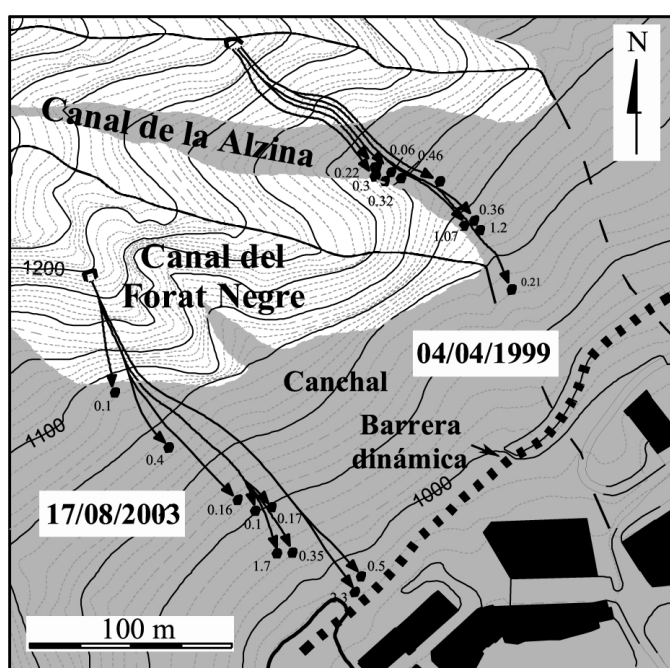 N
Canal de la Alzina
0.06
0.46
0.22
0.3
0.32
0.36
1.07
1.2
0.21
1200
Canal del
Forat Negre
04/04/1999
Canchal
0.1
1100
0.4
Barrera
dinámica
1000
17/08/2003
0.16
0.1
0.17
1.7
0.35
0.5
2.3
100 m